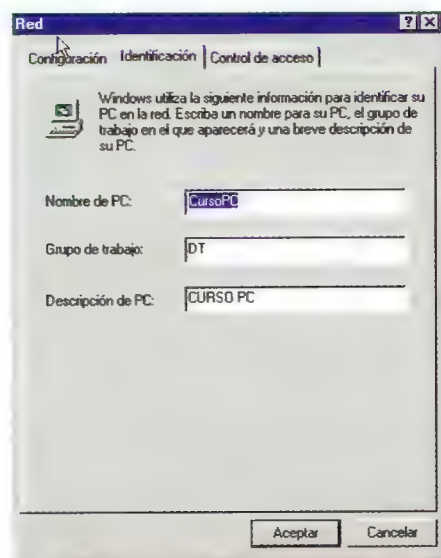 Red
Configuración Identificación Control de acceso
Windows utiliza la siguiente información para identificar su
PC en la red. Escriba un nombre para su PC, el grupo de
trabajo en el que aparecerá y una breve descripción de
su PC.
Nombre de PC: CursoPC
Grupo de trabajo: DT
Descripción de PC: CURSO PC
Aceptar Cancelar